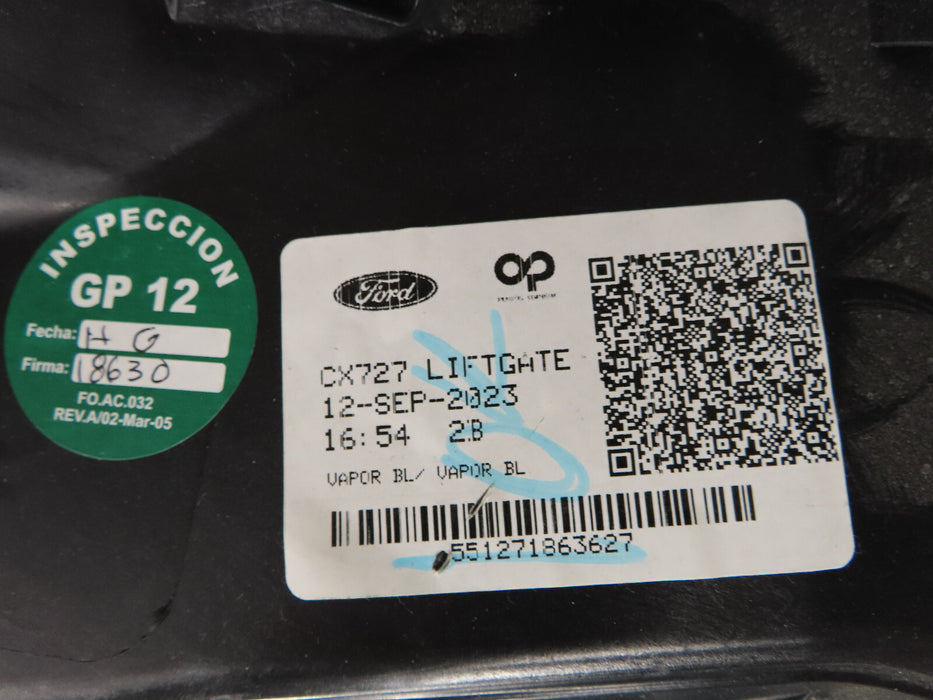 INSPECCION
GP 12
Fecha: H G
Firma: 18630
FO.AC.032
REV.A/02-Mar-05
Ford
ap
CX727 LIFTGATE
12-SEP-2023
16:54 2B
VAPOR BL/ VAPOR BL
551271863627